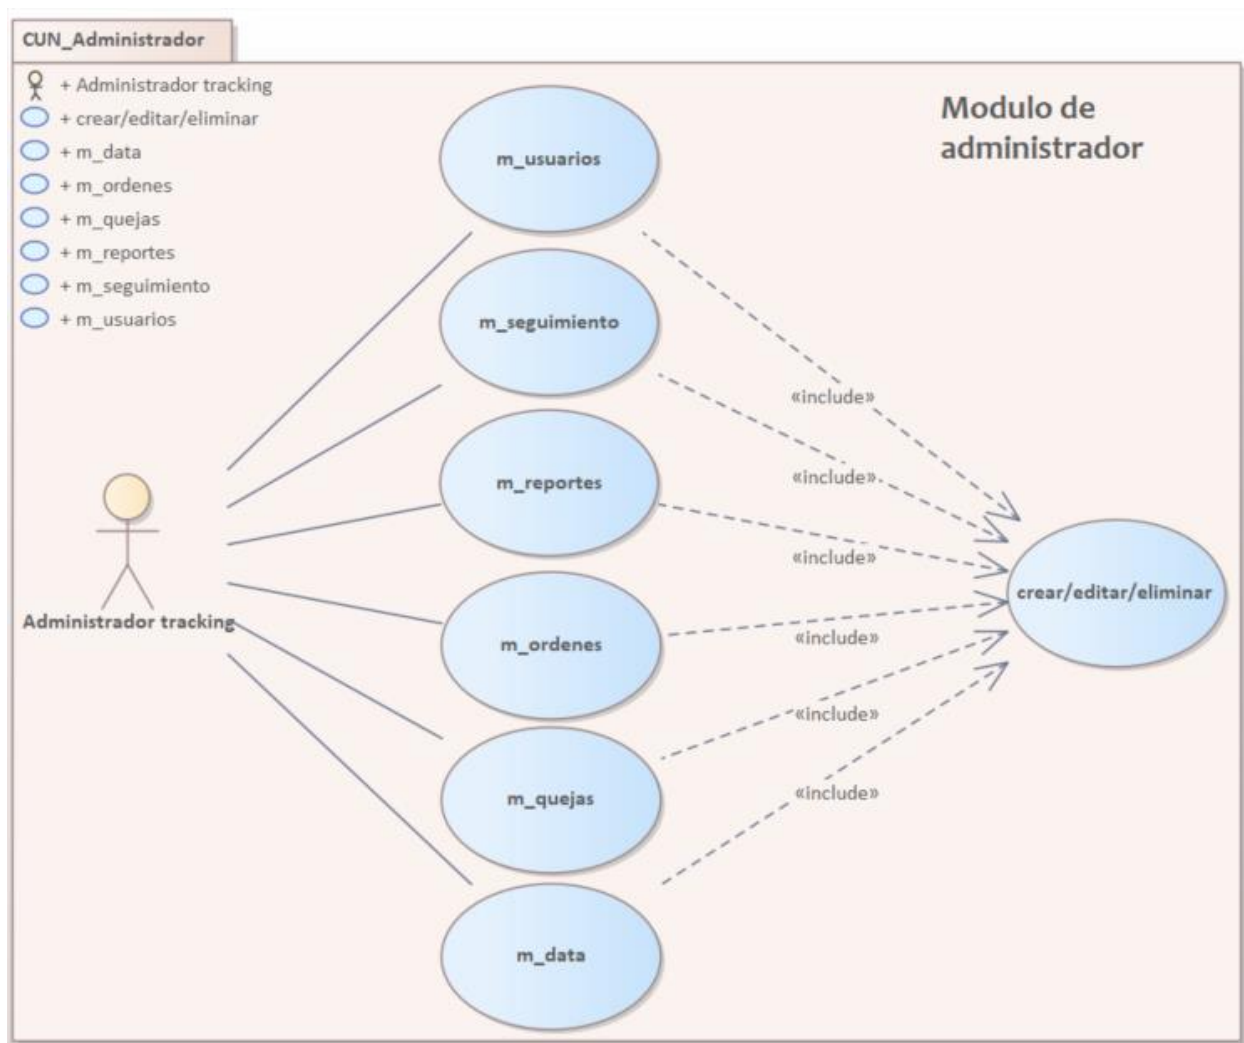 CUN_Administrador
+ Administrador tracking
+ crear/editar/eliminar
+ m_data
+ m_ordenes
+ m_quejas
+ m_reportes
+ m_seguimiento
+ m_usuarios
Modulo de
administrador
m_usuarios
m_seguimiento
m_reportes
m_ordenes
m_quejas
m_data
Administrador tracking
«include»
«include»
«include»
«include»
«include»
«include»
crear/editar/eliminar